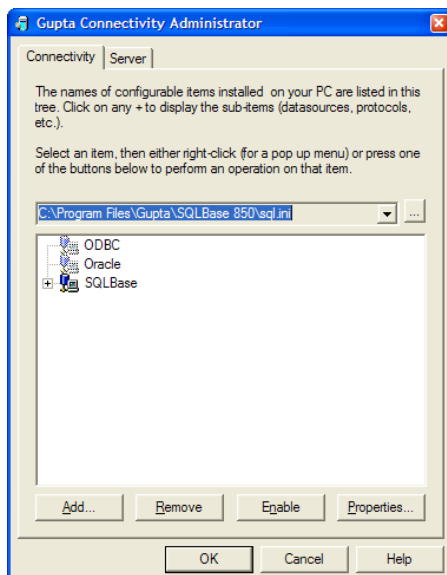 Gupta Connectivity Administrator
Connectivity
Server
The names of configurable items installed on your PC are listed in this
tree. Click on any + to display the sub-items (datasources, protocols,
etc.).
Select an item, then either right-click (for a pop up menu) or press one
of the buttons below to perform an operation on that item.
C:\Program Files\Gupta\SQLBase 850\sql.ini
...
ODBC
Oracle
SQLBase
Add...
Remove
Enable
Properties...
OK
Cancel
Help